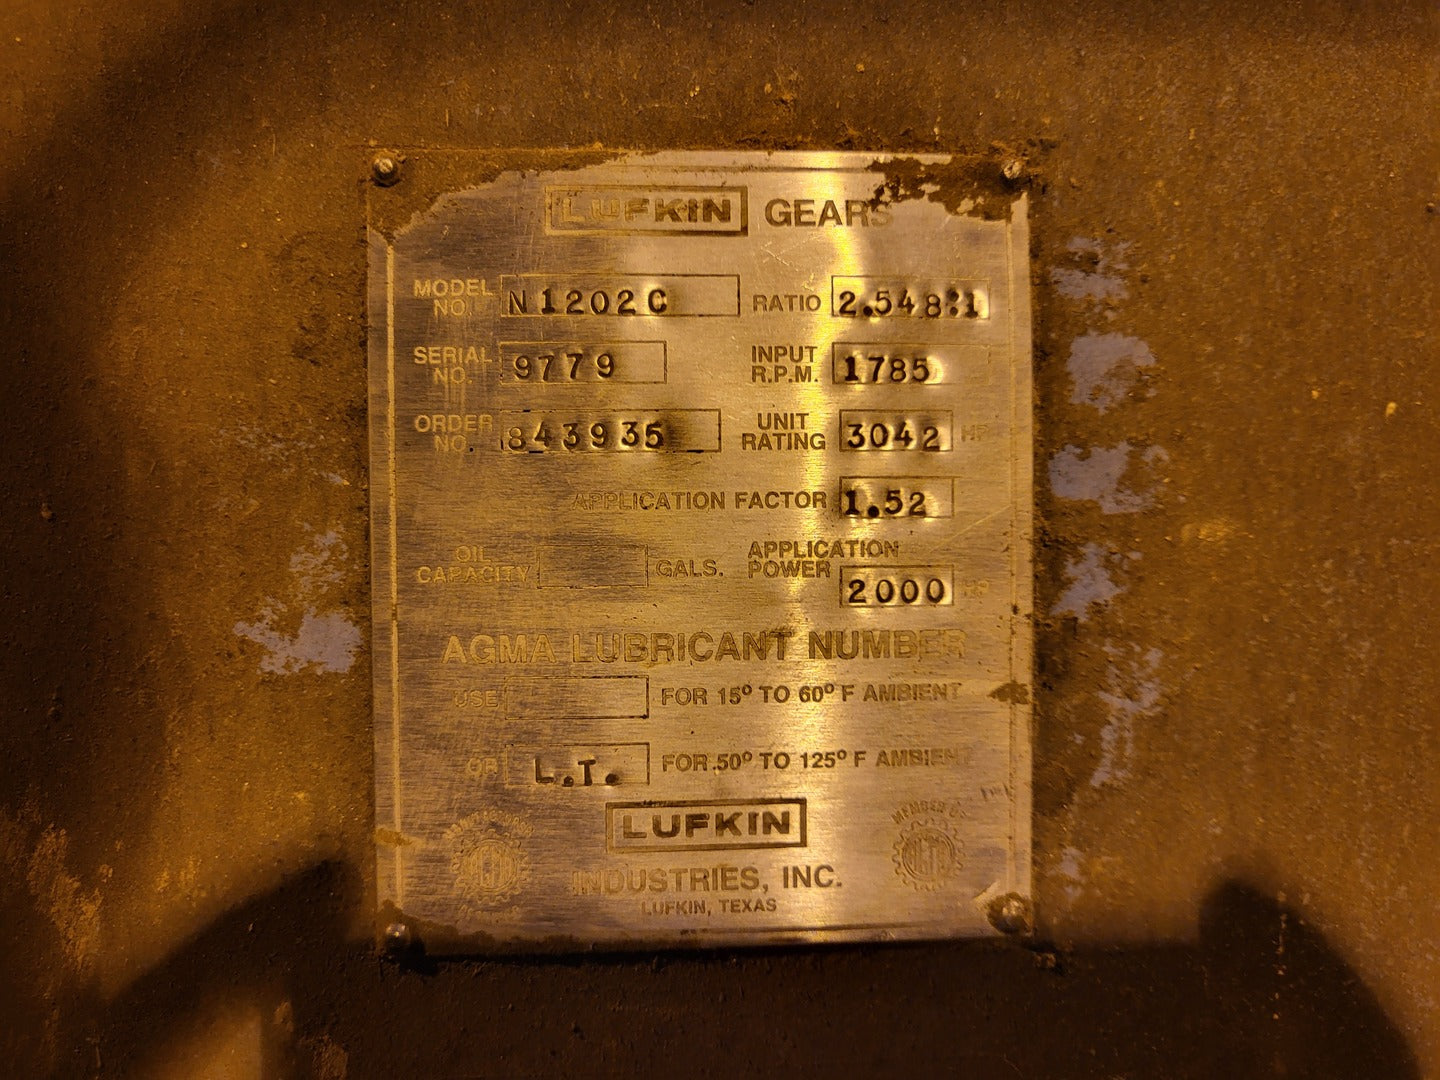 LUFKIN GEARS
MODEL NO. N1202C RATIO 2.548:1
SERIAL NO. 9779 INPUT R.P.M. 1785
ORDER NO. 843935 UNIT RATING 3042 HP
APPLICATION FACTOR 1.52
OIL CAPACITY GALS. APPLICATION POWER 2000 HP
AGMA LUBRICANT NUMBER
USE FOR 15° TO 60° F AMBIENT
OR L.T. FOR 50° TO 125° F AMBIENT
LUFKIN
MEMBER OF
INDUSTRIES, INC.
LUFKIN, TEXAS